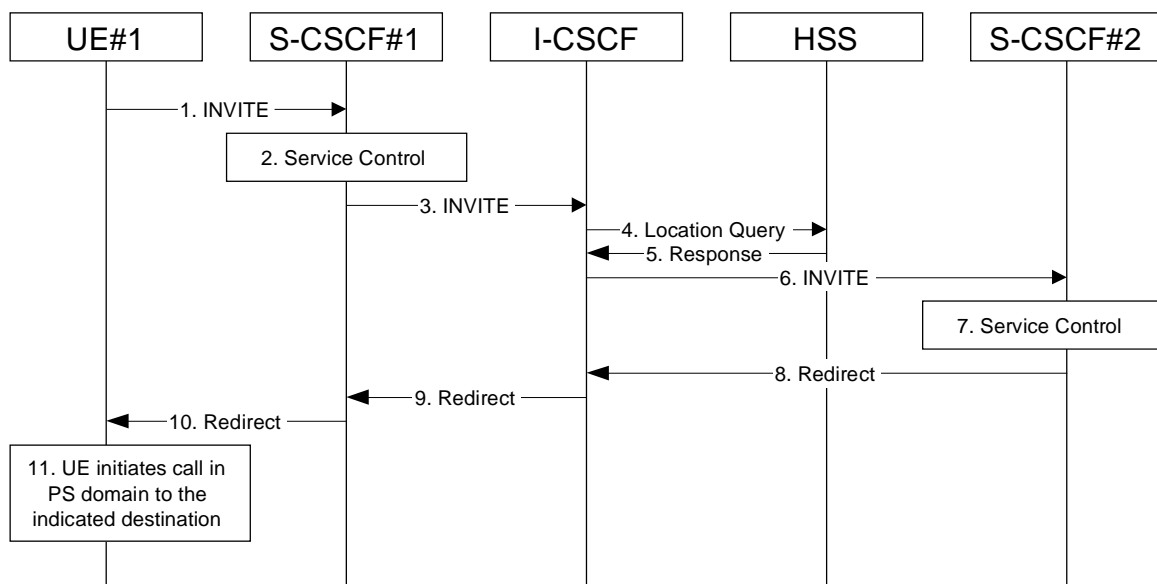 UE#1
S-CSCF#1
I-CSCF
HSS
S-CSCF#2
1. INVITE
2. Service Control
3. INVITE
4. Location Query
5. Response
6. INVITE
7. Service Control
8. Redirect
9. Redirect
10. Redirect
11. UE initiates call in
PS domain to the
indicated destination